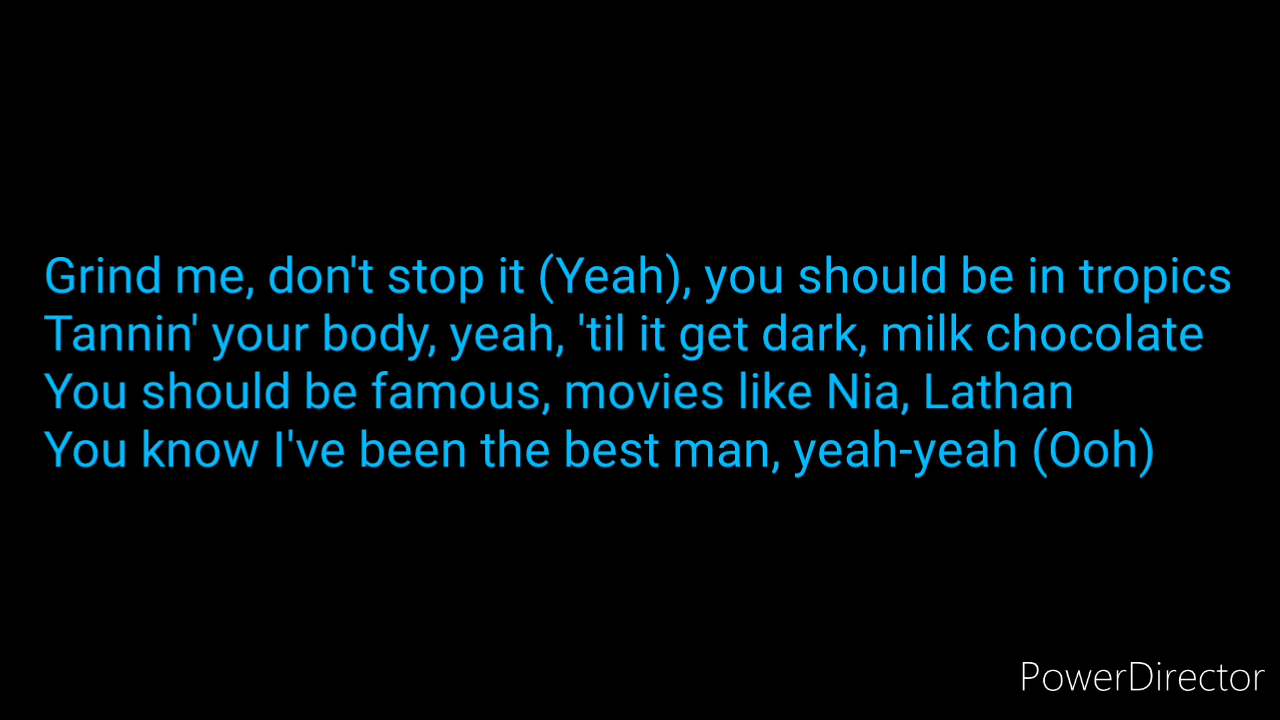 Grind me, don't stop it (Yeah), you should be in tropics
Tannin' your body, yeah, 'til it get dark, milk chocolate
You should be famous, movies like Nia, Lathan
You know I've been the best man, yeah-yeah (Ooh)
PowerDirector